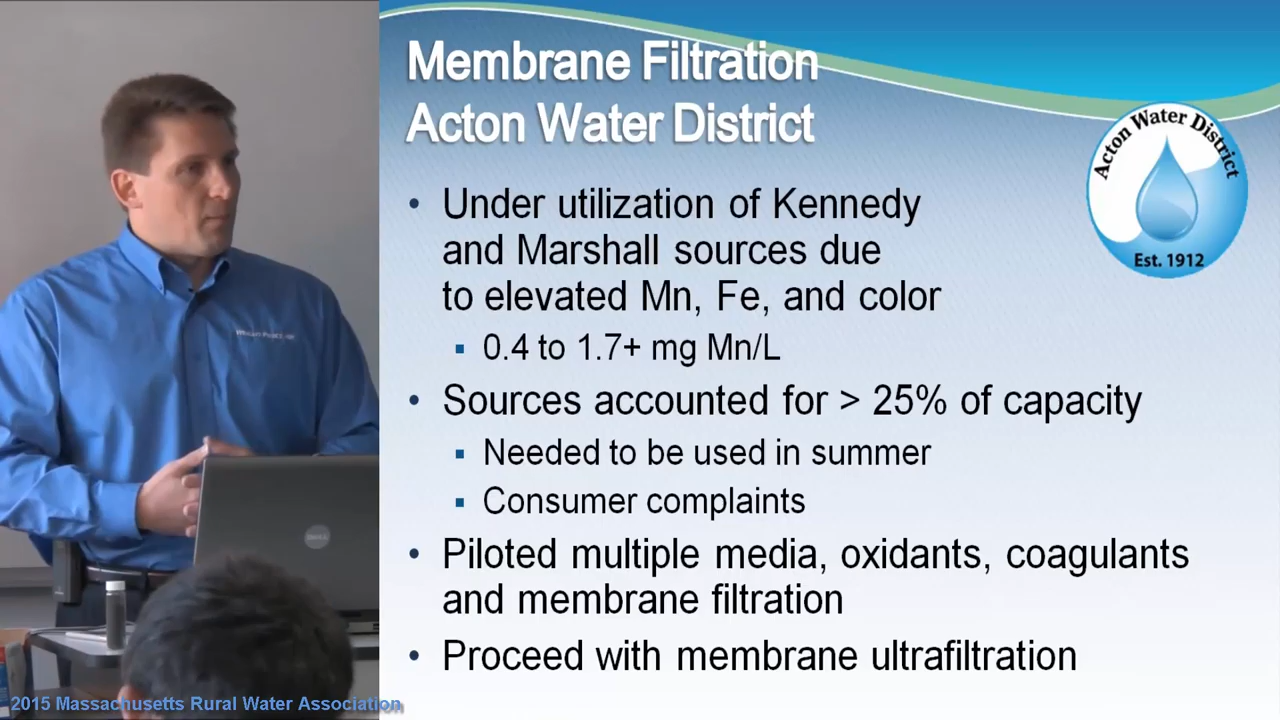 Membrane Filtration
Acton Water District
Acton Water District
Est. 1912
• Under utilization of Kennedy
and Marshall sources due
to elevated Mn, Fe, and color
▪ 0.4 to 1.7+ mg Mn/L
• Sources accounted for > 25% of capacity
▪ Needed to be used in summer
▪ Consumer complaints
• Piloted multiple media, oxidants, coagulants
and membrane filtration
• Proceed with membrane ultrafiltration
DELL
2015 Massachusetts Rural Water Association